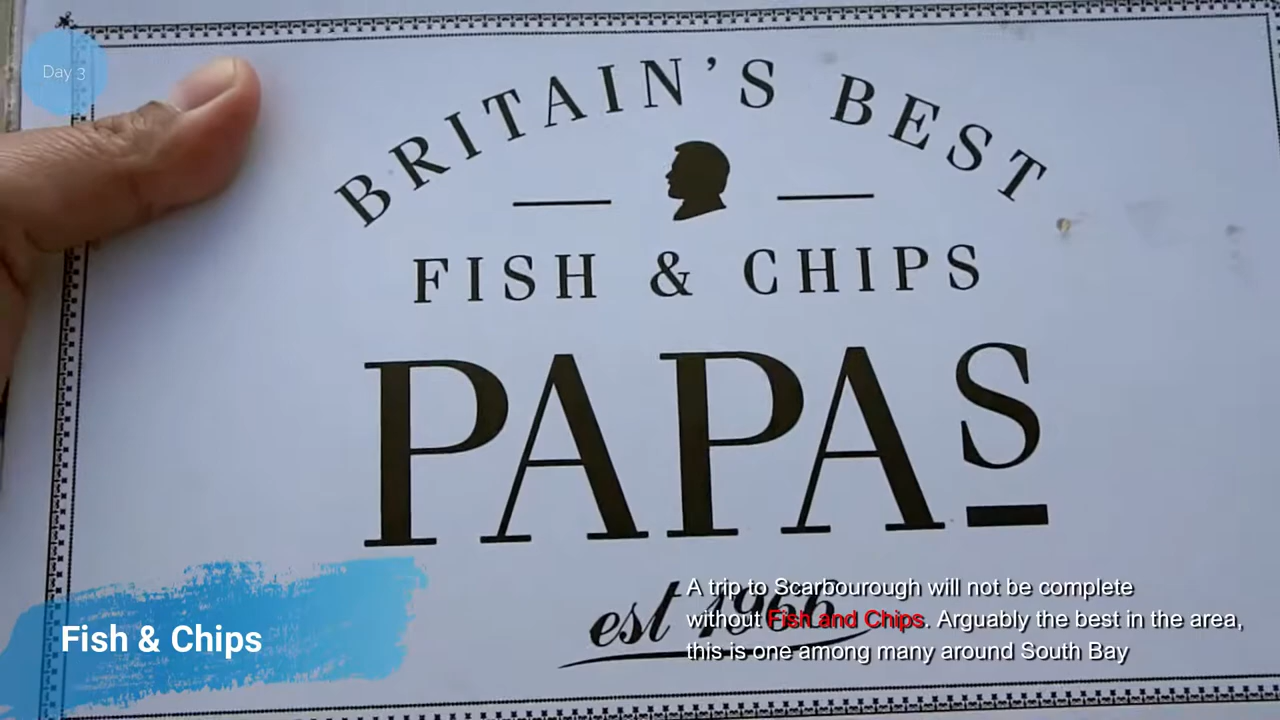 Day 3
BRITAIN'S BEST
FISH & CHIPS
PAPAS
est 1966
A trip to Scarbourough will not be complete
without Fish and Chips. Arguably the best in the area,
this is one among many around South Bay
Fish & Chips